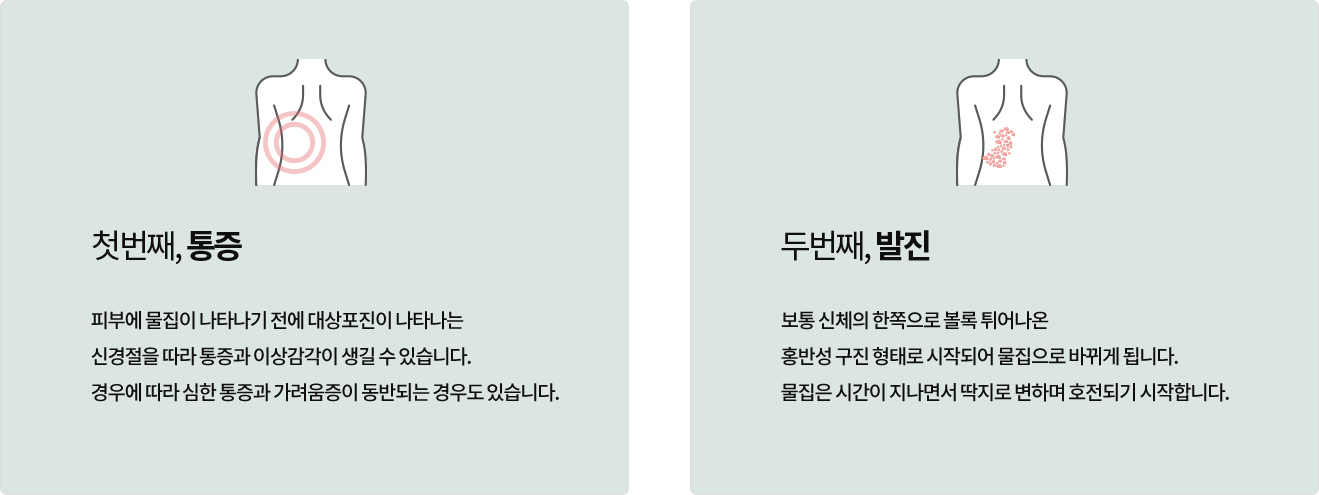 첫번째, 통증
피부에 물집이 나타나기 전에 대상포진이 나타나는
신경절을 따라 통증과 이상감각이 생길 수 있습니다.
경우에 따라 심한 통증과 가려움증이 동반되는 경우도 있습니다.
두번째, 발진
보통 신체의 한쪽으로 볼록 튀어나온
홍반성 구진 형태로 시작되어 물집으로 바뀌게 됩니다.
물집은 시간이 지나면서 딱지로 변하며 호전되기 시작합니다.